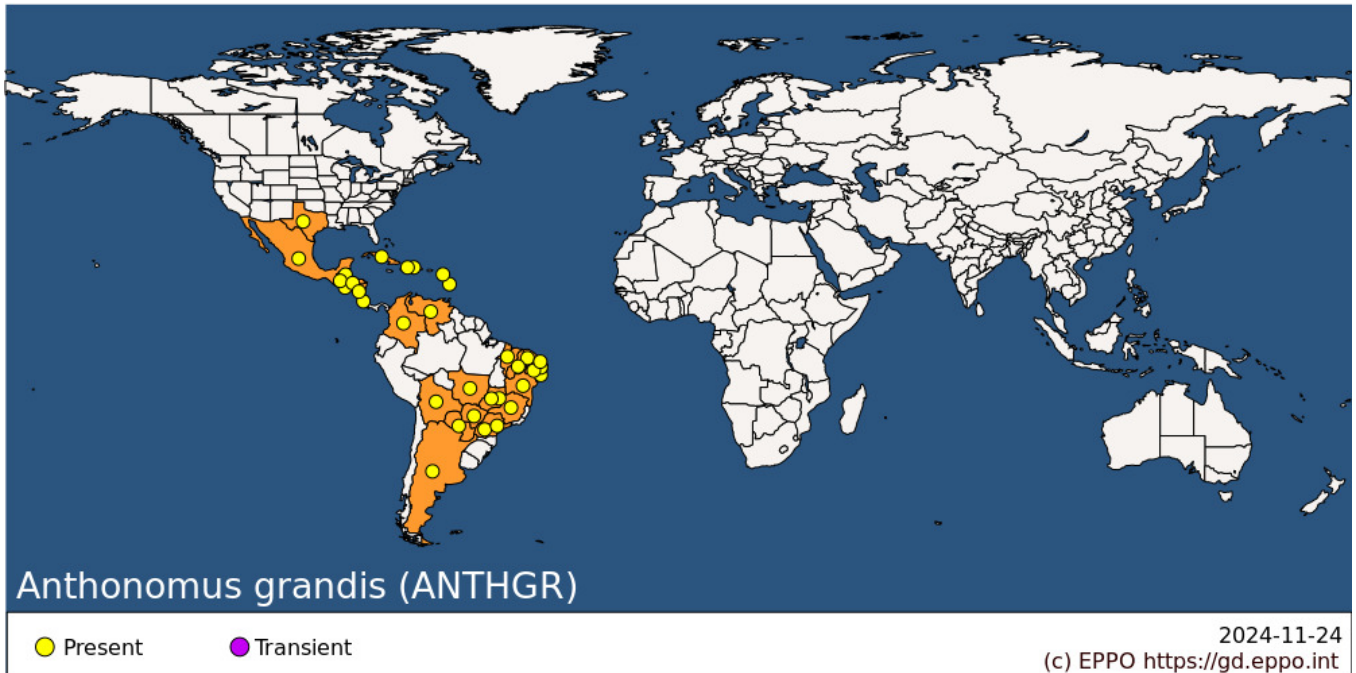 Anthonomus grandis (ANTHGR)
Present
Transient
2024-11-24
(c) EPPO https://gd.eppo.int